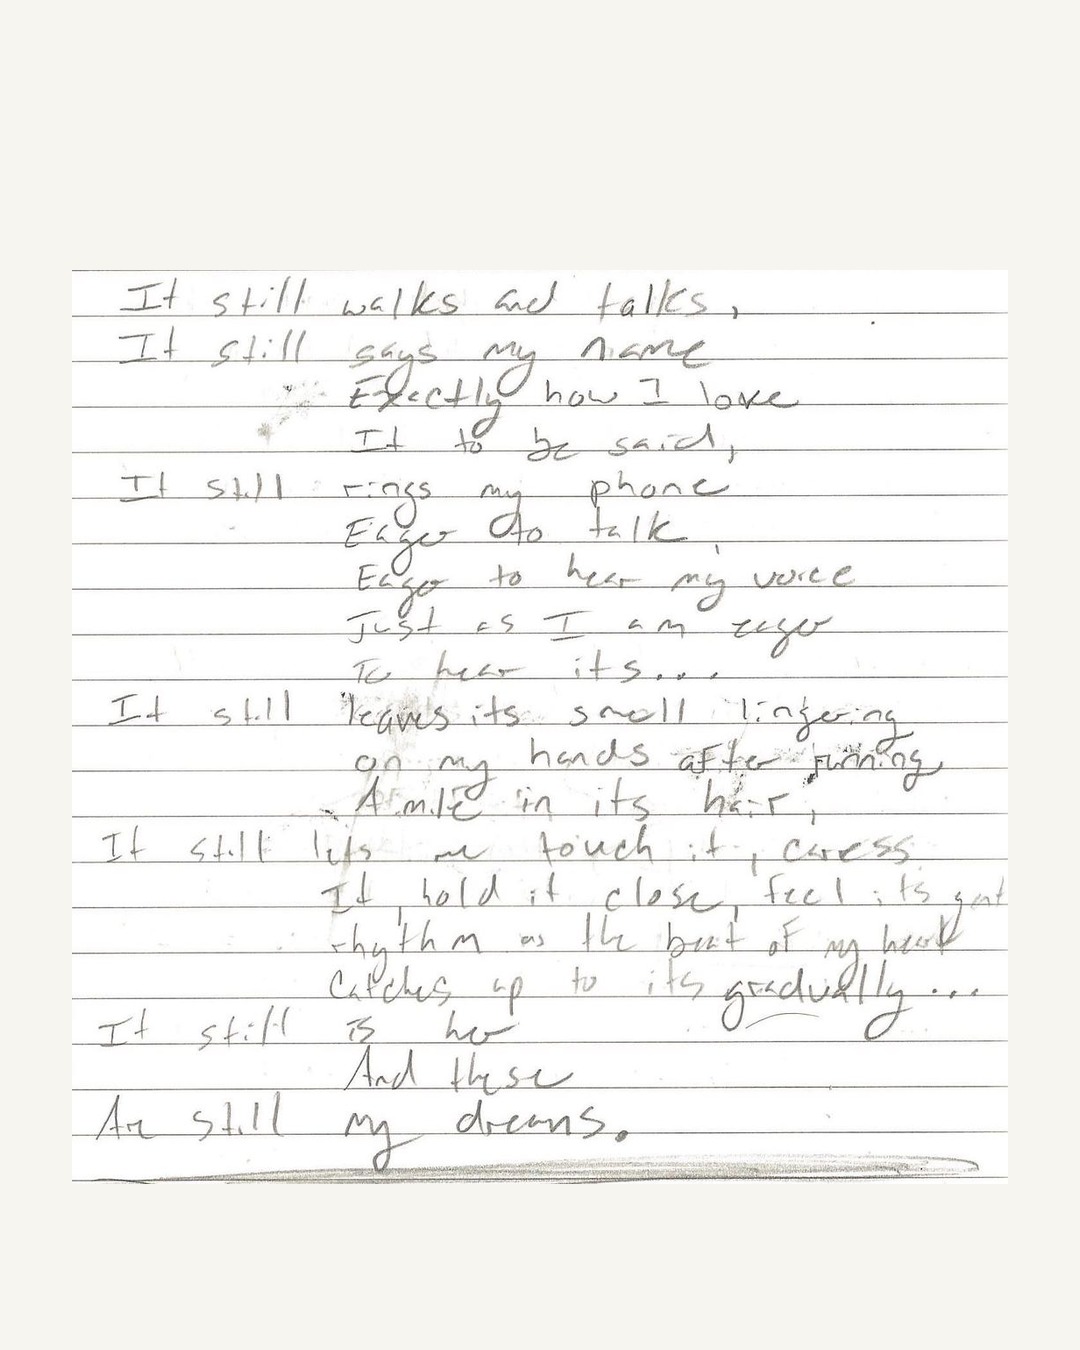 It still walks and talks,
It still says my name
Exactly how I love
It to be said,
It still rings my phone
Eager to talk,
Eager to hear my voice
Just as I am eager
To hear its...
It still leaves its smell lingering
on my hands after running
A mile in its hair,
It still lets me touch it, caress
It, hold it close, feel its
rhythm as the beat of my heart
Catches up to its gradually...
It still is her
And these
Are still my dreams.